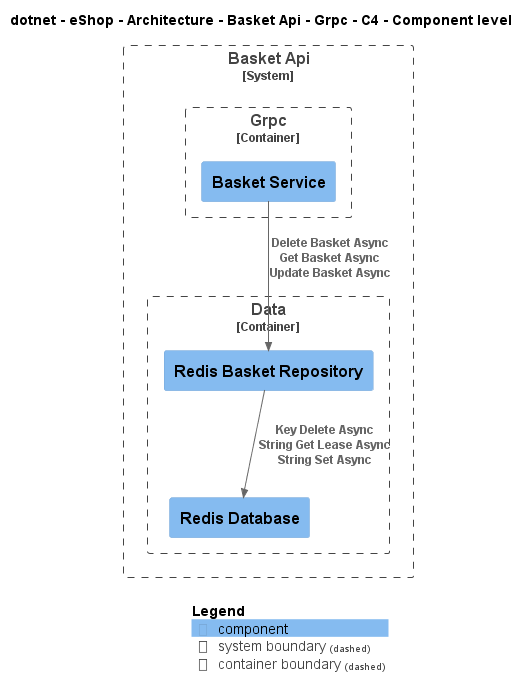 dotnet - eShop - Architecture - Basket Api - Grpc - C4 - Component level
Basket Api
[System]
Grpc
[Container]
Basket Service
Delete Basket Async
Get Basket Async
Update Basket Async
Data
[Container]
Redis Basket Repository
Key Delete Async
String Get Lease Async
String Set Async
Redis Database
Legend
component
system boundary (dashed)
container boundary (dashed)